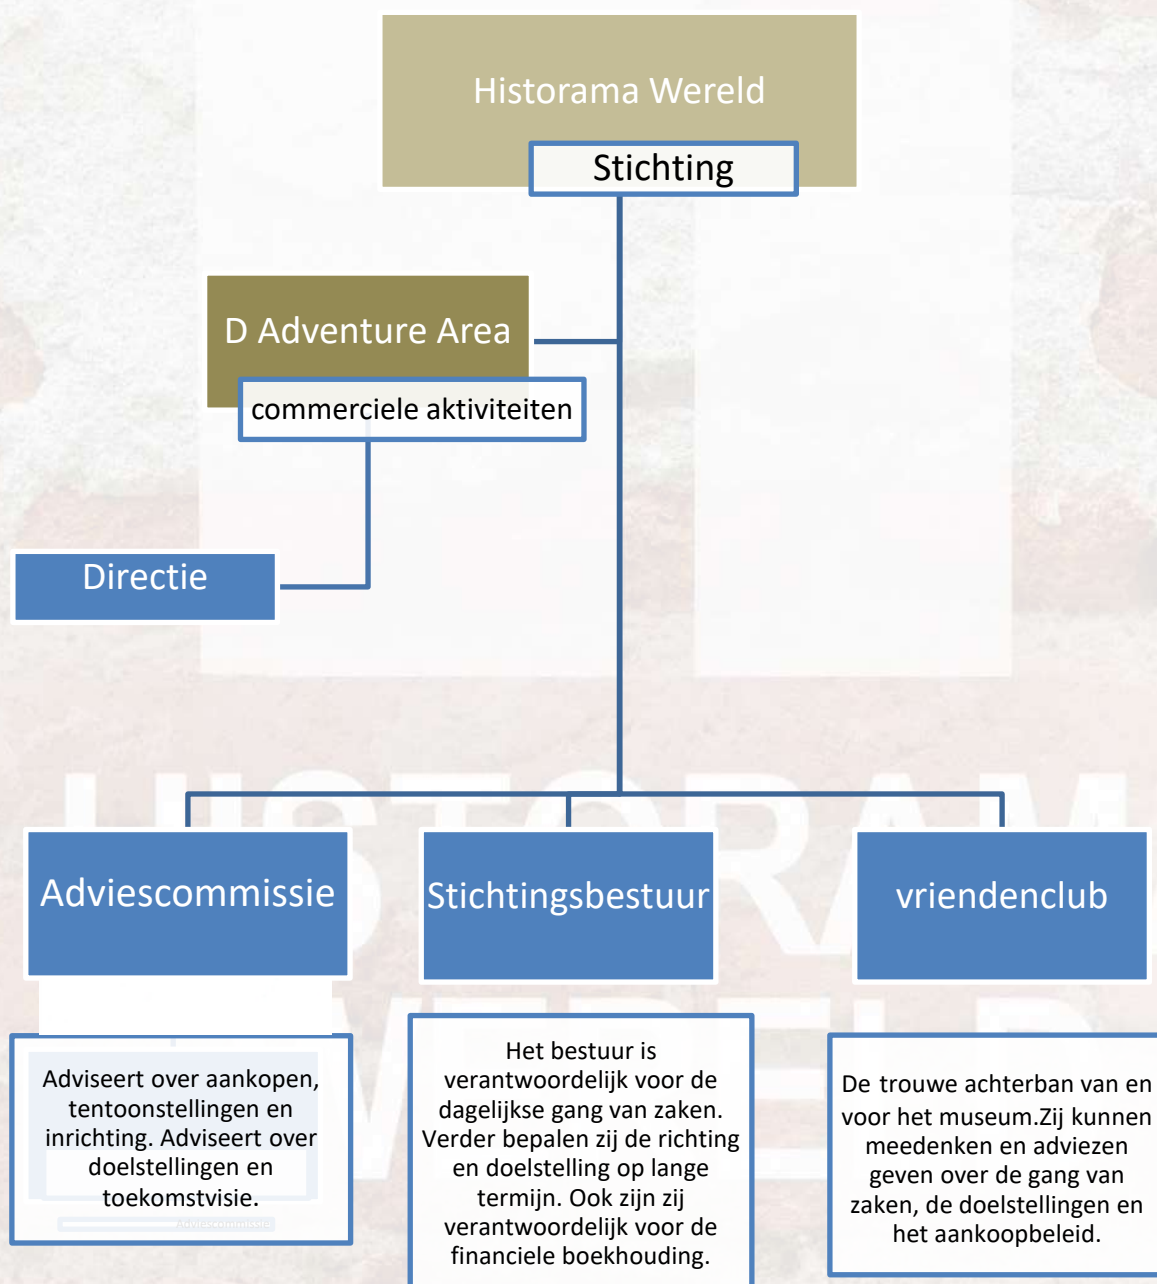 Historama Wereld
Stichting
D Adventure Area
commerciele aktiviteiten
Directie
Adviescommissie
Stichtingsbestuur
vriendenclub
Adviseert over aankopen,
tentoonstellingen en
inrichting. Adviseert over
doelstellingen en
toekomstvisie.
Adviescommissie
Het bestuur is
verantwoordelijk voor de
dagelijkse gang van zaken.
Verder bepalen zij de richting
en doelstelling op lange
termijn. Ook zijn zij
verantwoordelijk voor de
financiele boekhouding.
De trouwe achterban van en
voor het museum.Zij kunnen
meedenken en adviezen
geven over de gang van
zaken, de doelstellingen en
het aankoopbeleid.